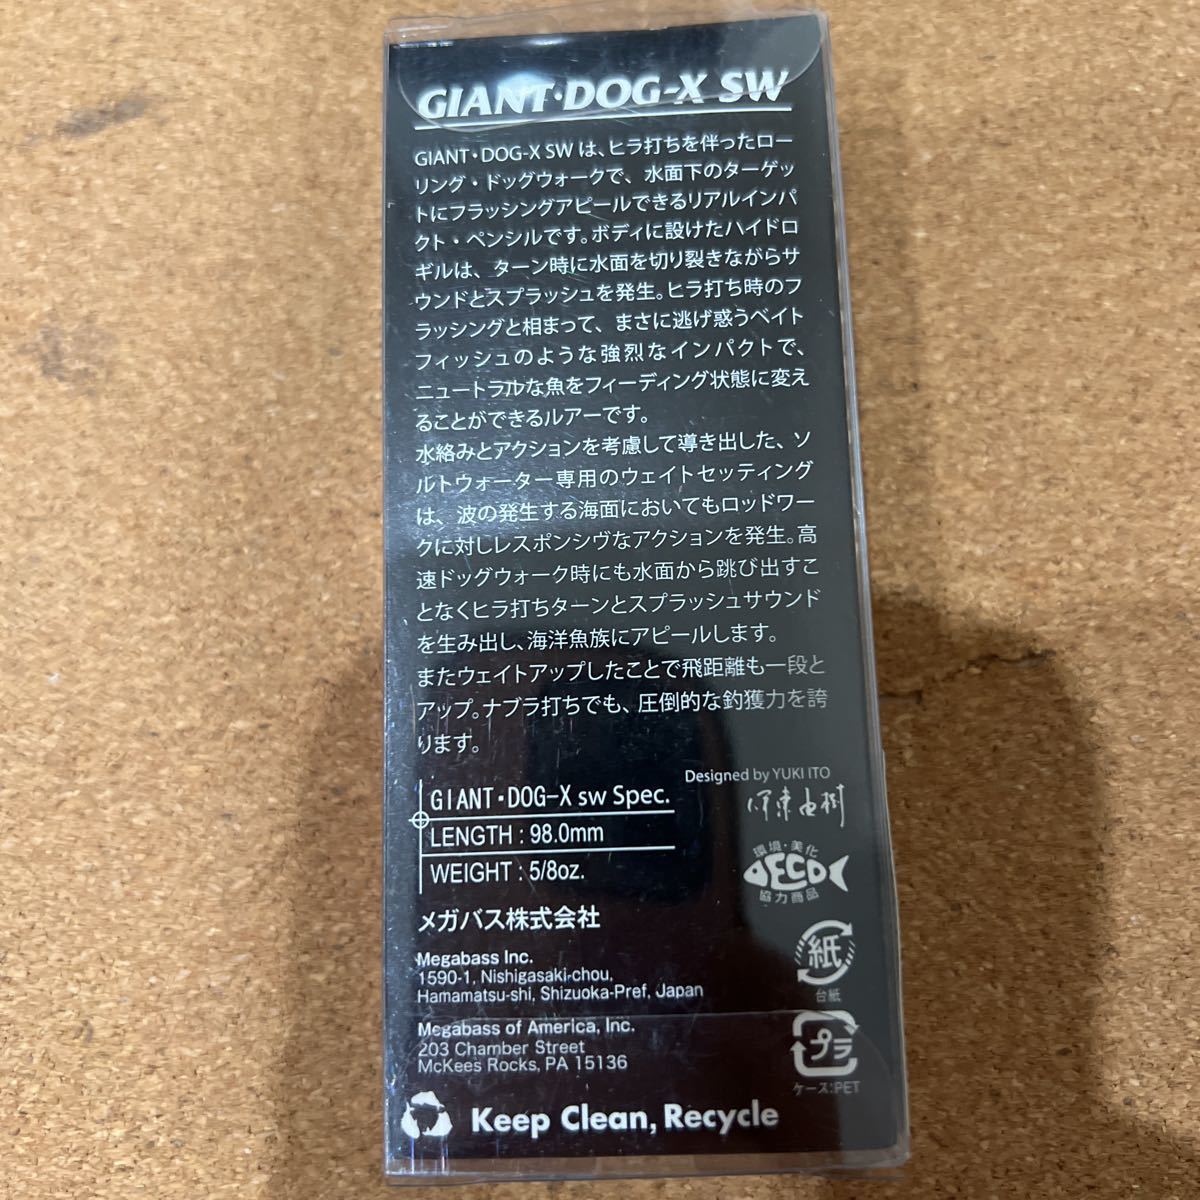 GIANT・DOG-X SW
GIANT・DOG-X SW は、ヒラ打ちを伴ったロー
リング・ドッグウォークで、水面下のターゲッ
トにフラッシングアピールできるリアルインパ
クト・ペンシルです。ボディに設けたハイドロ
ギルは、ターン時に水面を切り裂きながらサ
ウンドとスプラッシュを発生。ヒラ打ち時のフ
ラッシングと相まって、まさに逃げ惑うベイト
フィッシュのような強烈なインパクトで、
ニュートラルな魚をフィーディング状態に変え
ることができるルアーです。
水絡みとアクションを考慮して導き出した、ソ
ルトウォーター専用のウェイトセッティング
は、波の発生する海面においてもロッドワー
クに対しレスポンシヴなアクションを発生。高
速ドッグウォーク時にも水面から跳び出すこ
となくヒラ打ちターンとスプラッシュサウンド
を生み出し、海洋魚族にアピールします。
またウェイトアップしたことで飛距離も一段と
アップ。ナブラ打ちでも、圧倒的な釣獲力を誇
ります。
Designed by YUKI ITO
伊東由樹
GIANT・DOG-X sw Spec.
LENGTH : 98.0mm
WEIGHT : 5/8oz.
環境・美化
ECO
協力商品
メガバス株式会社
紙
台紙
Megabass Inc.
1590-1, Nishigasaki-chou,
Hamamatsu-shi, Shizuoka-Pref, Japan
Megabass of America, Inc.
203 Chamber Street
McKees Rocks, PA 15136
プラ
ケース:PET
Keep Clean, Recycle